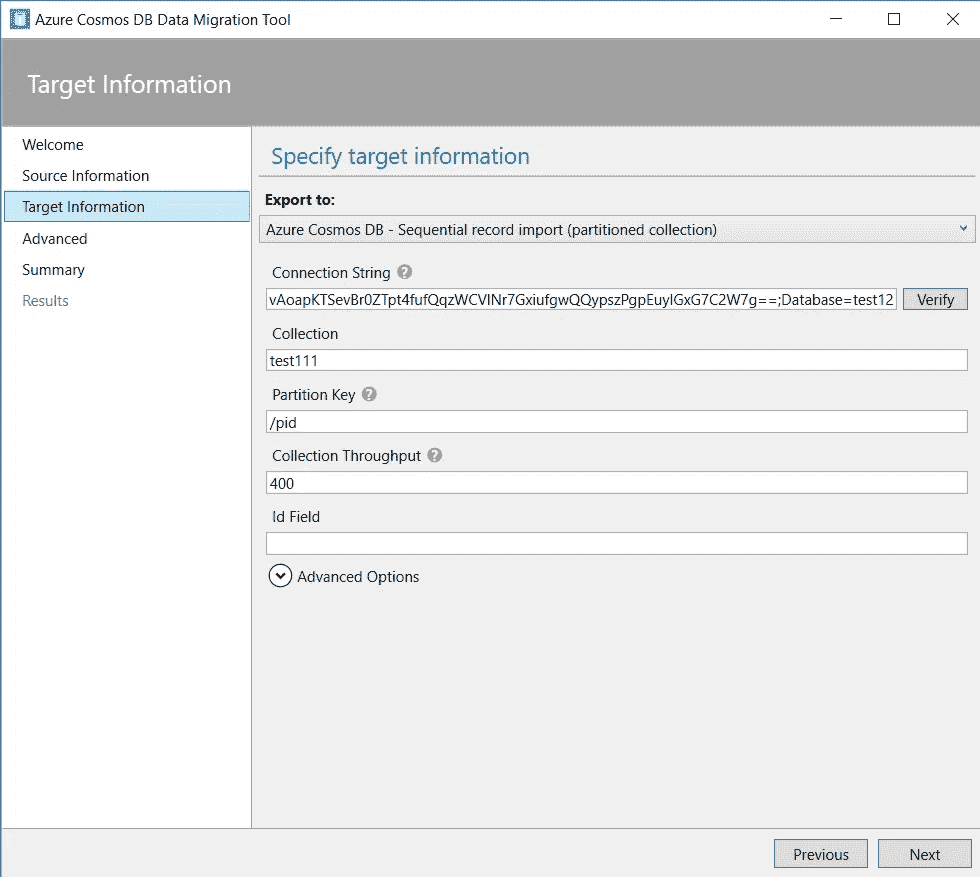 Azure Cosmos DB Data Migration Tool
Target Information
Welcome
Source Information
Target Information
Advanced
Summary
Results
Specify target information
Export to:
Azure Cosmos DB - Sequential record import (partitioned collection)
Connection String ?
vAoapKTSevBr0ZTpt4fufQqzWCVINr7GxiufgwQQypszPgpEuyIGxG7C2W7g==;Database=test12
Verify
Collection
test111
Partition Key ?
/pid
Collection Throughput ?
400
Id Field
Advanced Options
Previous
Next